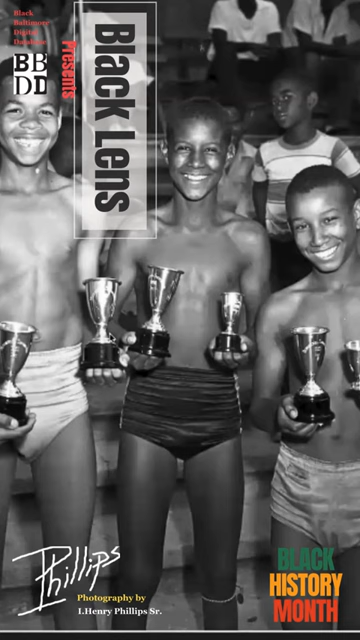 Black
Baltimore
Digital
Database
BB
DD
Presents
Black Lens
Phillips
Photography by
I.Henry Phillips Sr.
BLACK
HISTORY
MONTH